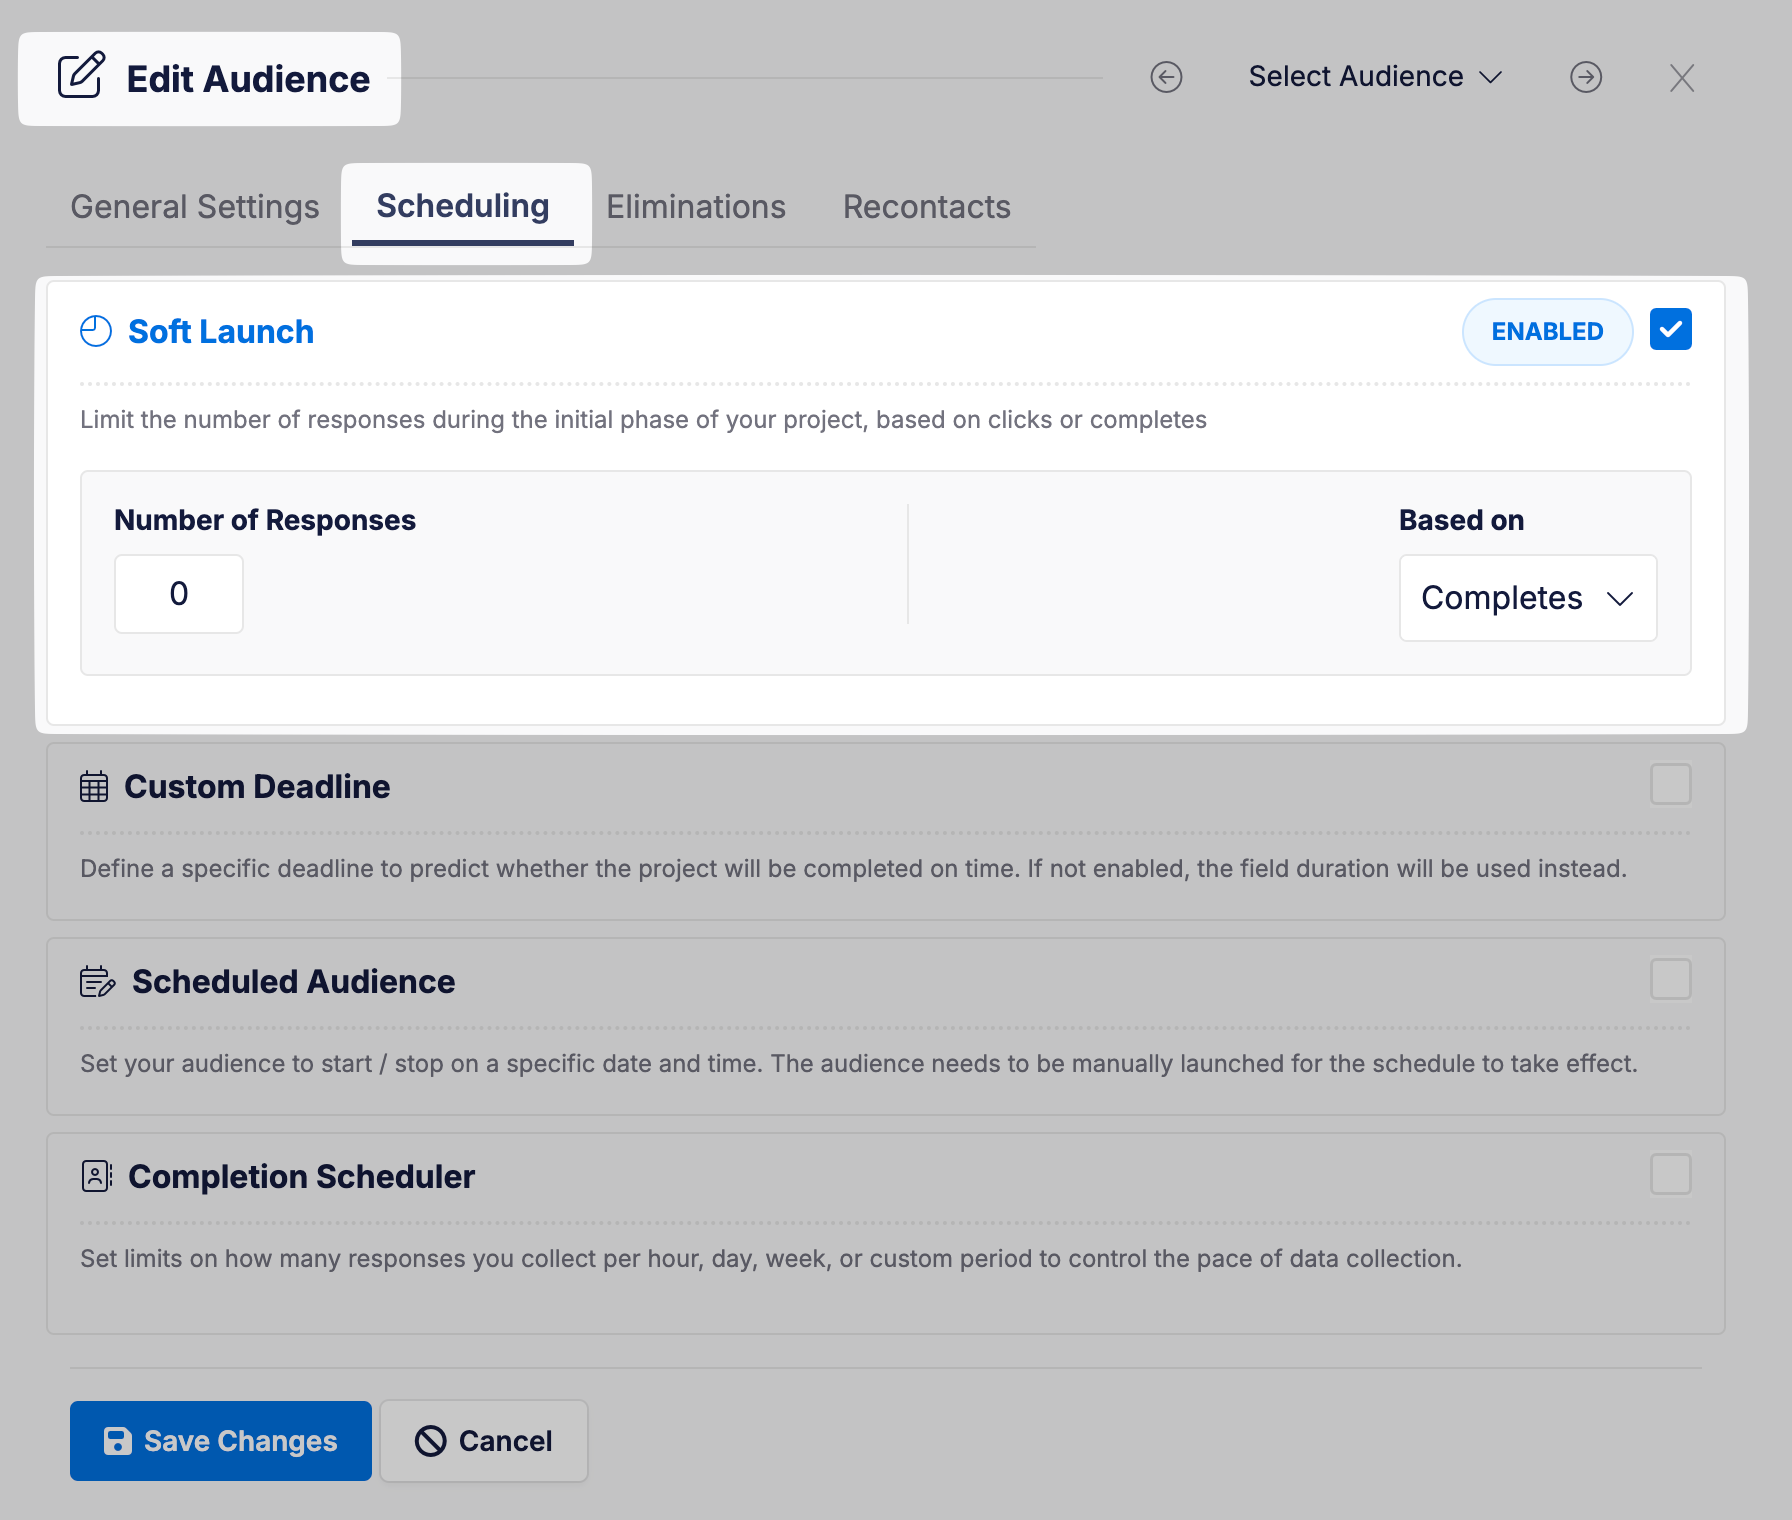 Edit Audience
Select Audience
General Settings
Scheduling
Eliminations
Recontacts
Soft Launch
ENABLED
Limit the number of responses during the initial phase of your project, based on clicks or completes
Number of Responses
Based on
0
Completes
Custom Deadline
Define a specific deadline to predict whether the project will be completed on time. If not enabled, the field duration will be used instead.
Scheduled Audience
Set your audience to start / stop on a specific date and time. The audience needs to be manually launched for the schedule to take effect.
Completion Scheduler
Set limits on how many responses you collect per hour, day, week, or custom period to control the pace of data collection.
Save Changes
Cancel